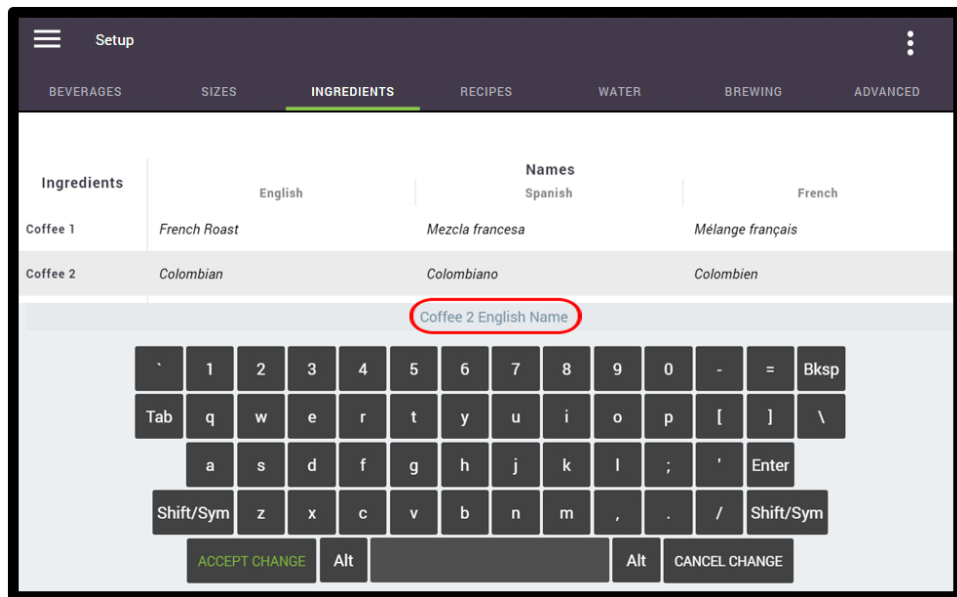 Setup
BEVERAGES SIZES INGREDIENTS RECIPES WATER BREWING ADVANCED
Names
Ingredients English Spanish French
Coffee 1 French Roast Mezcla francesa Mélange français
Coffee 2 Colombian Colombiano Colombien
Coffee 2 English Name
` 1 2 3 4 5 6 7 8 9 0 - = Bksp
Tab q w e r t y u i o p [ ] \
a s d f g h j k l ; ' Enter
Shift/Sym z x c v b n m , . / Shift/Sym
ACCEPT CHANGE Alt Alt CANCEL CHANGE